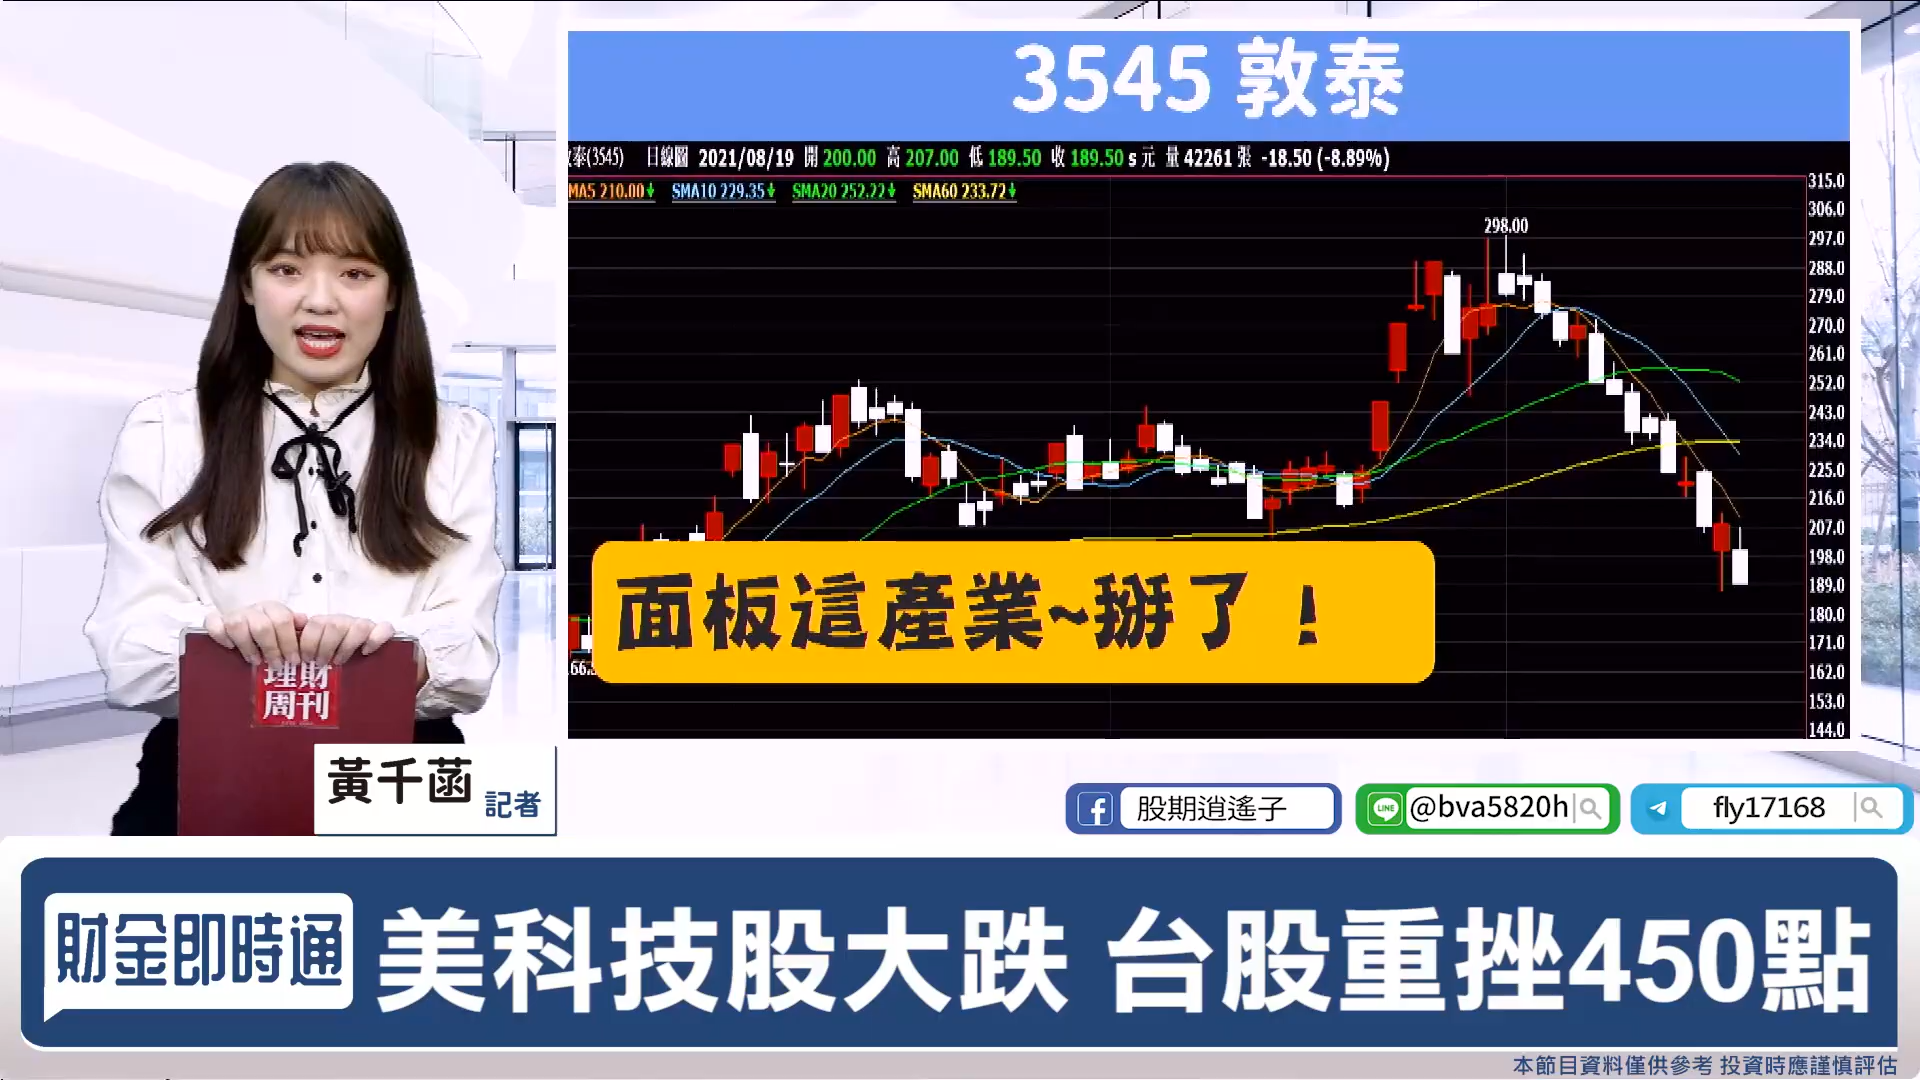 3545 敦泰
敦泰(3545) 日線圖 2021/08/19 開 200.00 高 207.00 低 189.50 收 189.50 s 元 量 42261 張 -18.50 (-8.89%)
MA5 210.00↓ SMA10 229.35↓ SMA20 252.22↓ SMA60 233.72↓
315.0
306.0
298.00
297.0
288.0
279.0
270.0
261.0
252.0
243.0
234.0
225.0
216.0
207.0
198.0
189.0
180.0
171.0
162.0
153.0
144.0
面板這產業~掰了！
理財
周刊
黃千菡 記者
股期逍遙子
LINE @bva5820h
fly17168
財金即時通
美科技股大跌 台股重挫450點
本節目資料僅供參考 投資時應謹慎評估